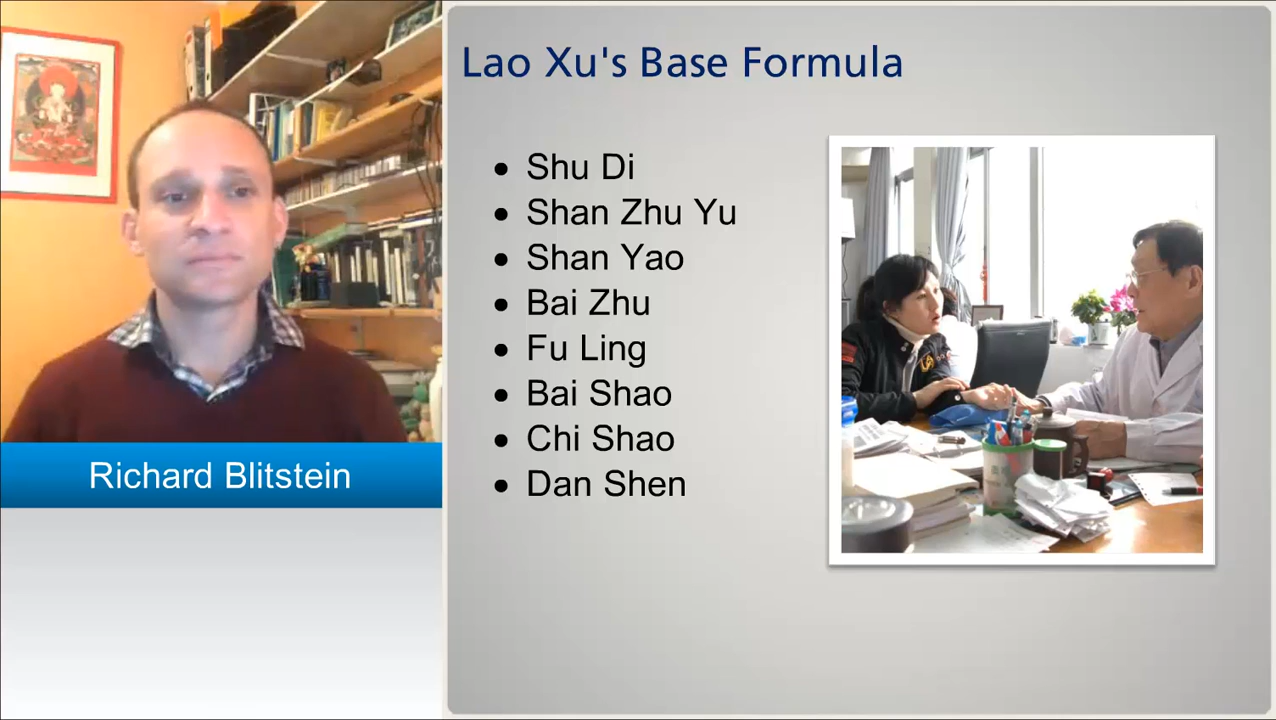 Lao Xu's Base Formula
• Shu Di
• Shan Zhu Yu
• Shan Yao
• Bai Zhu
• Fu Ling
• Bai Shao
• Chi Shao
• Dan Shen
Richard Blitstein